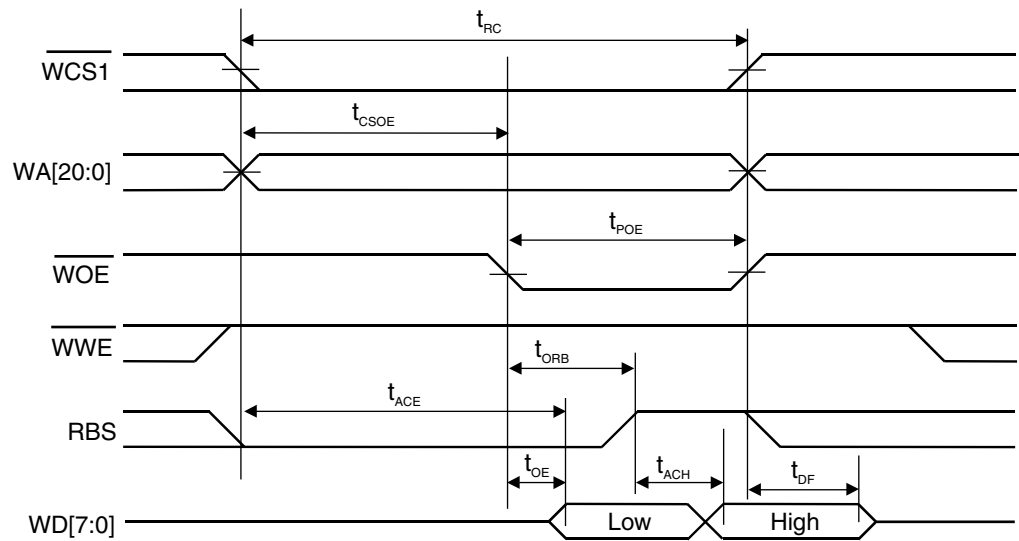 tRC
WCS1
tCSOE
WA[20:0]
tPOE
WOE
WWE
tORB
tACE
RBS
tOE
tACH
tDF
WD[7:0]
Low
High